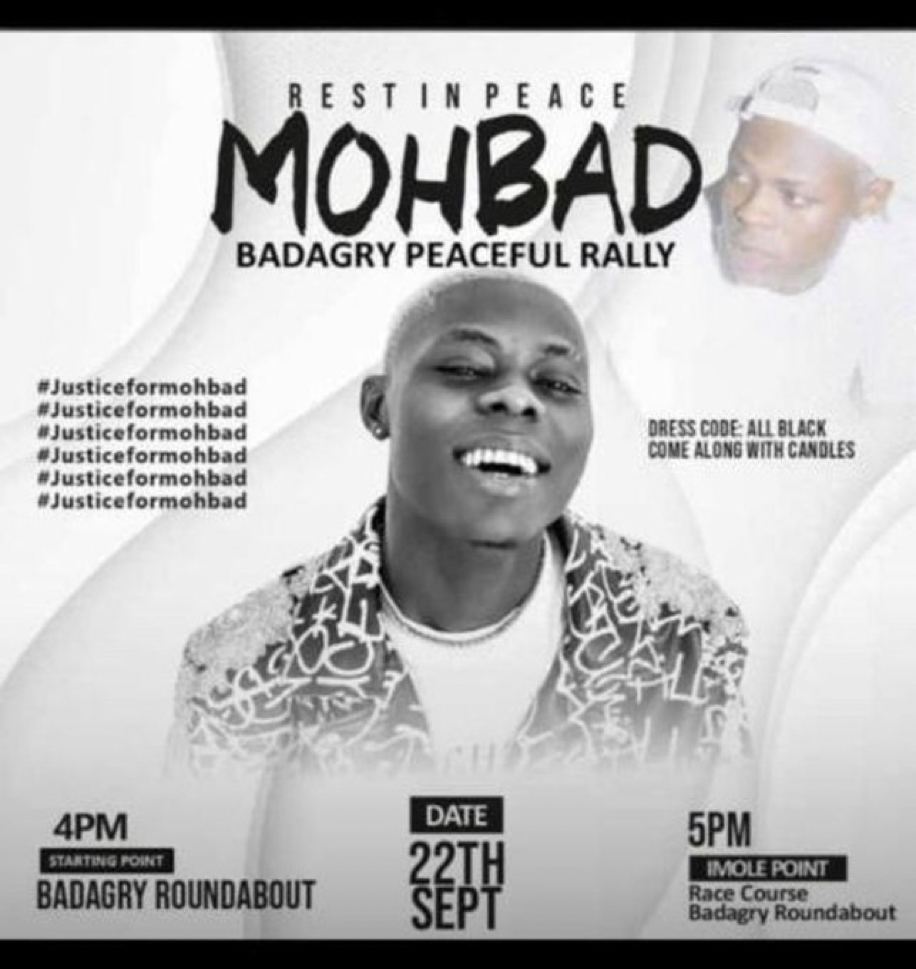 REST IN PEACE
MOHBAD
BADAGRY PEACEFUL RALLY
#Justiceformohbad
#Justiceformohbad
#Justiceformohbad
#Justiceformohbad
#Justiceformohbad
#Justiceformohbad
DRESS CODE: ALL BLACK
COME ALONG WITH CANDLES
4PM
STARTING POINT
BADAGRY ROUNDABOUT
DATE
22TH
SEPT
5PM
IMOLE POINT
Race Course
Badagry Roundabout